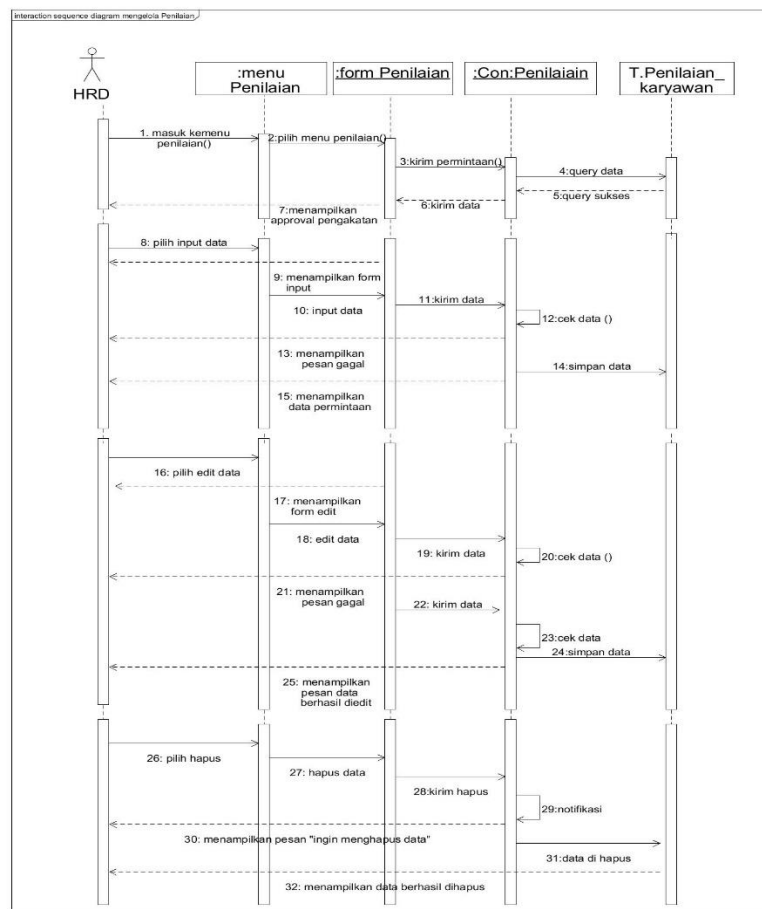 interaction sequence diagram mengelola Penilaian
HRD
:menu
Penilaian
:form Penilaian
:Con:Penilaiain
T.Penilaian_
karyawan
1. masuk kemenu
penilaian()
2:pilih menu penilaian()
3:kirim permintaan()
4:query data
5:query sukses
6:kirim data
7:menampilkan
approval pengakatan
8: pilih input data
9: menampilkan form
input
10: input data
11:kirim data
12:cek data ()
13: menampilkan
pesan gagal
14:simpan data
15: menampilkan
data permintaan
16: pilih edit data
17: menampilkan
form edit
18: edit data
19: kirim data
20:cek data ()
21: menampilkan
pesan gagal
22: kirim data
23:cek data
24:simpan data
25: menampilkan
pesan data
berhasil diedit
26: pilih hapus
27: hapus data
28:kirim hapus
29:notifikasi
30: menampilkan pesan "ingin menghapus data"
31:data di hapus
32: menampilkan data berhasil dihapus